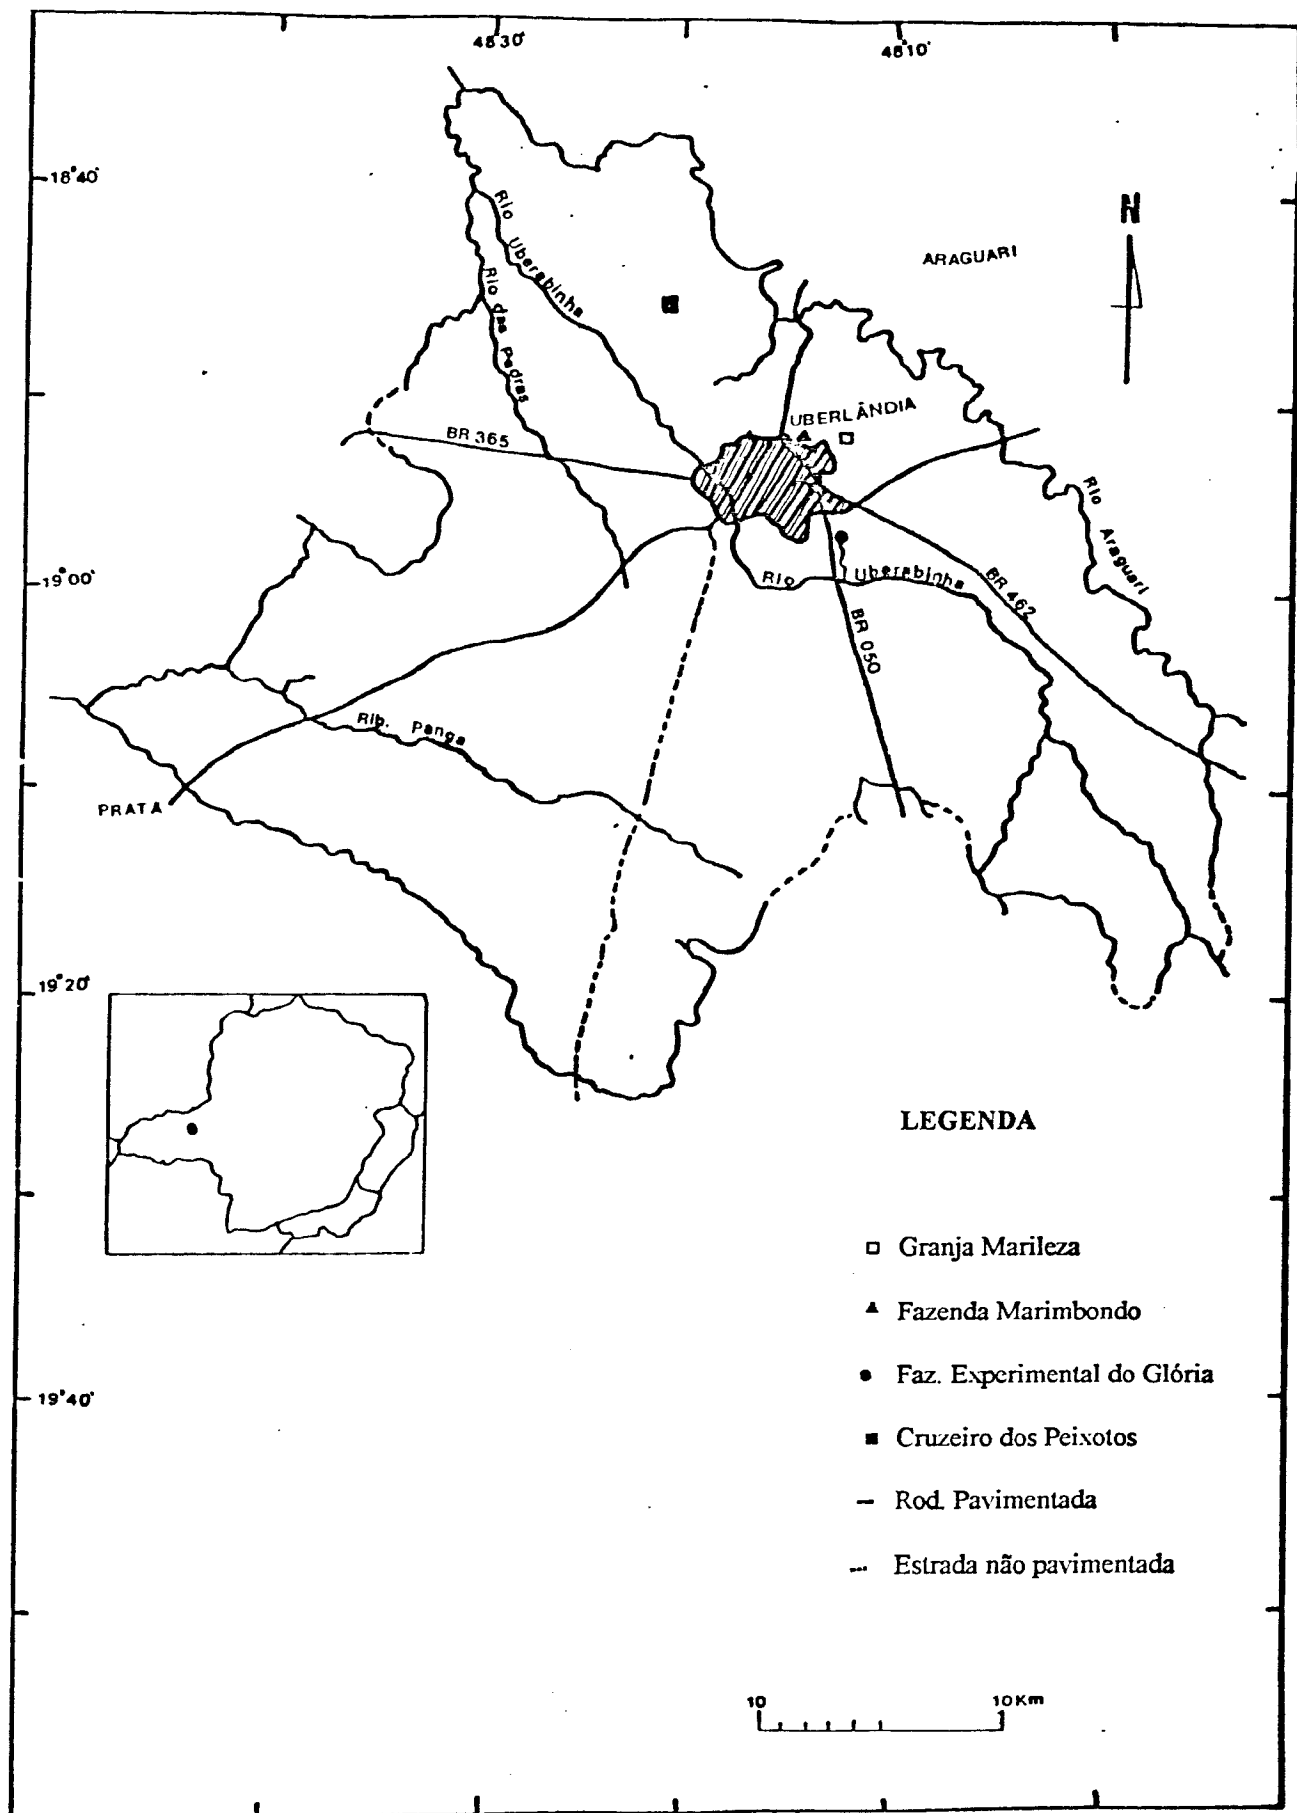 48°30'
48°10'
18°40'
N
ARAGUARI
Rio Uberabinha
Rio das Pedras
UBERLÂNDIA
BR 365
Rio Araguari
19°00'
Rio Uberabinha
BR 462
BR 050
Rib. Panga
PRATA
19°20'
LEGENDA
Granja Marileza
Fazenda Marimbondo
Faz. Experimental do Glória
19°40'
Cruzeiro dos Peixotos
Rod. Pavimentada
Estrada não pavimentada
10 10Km